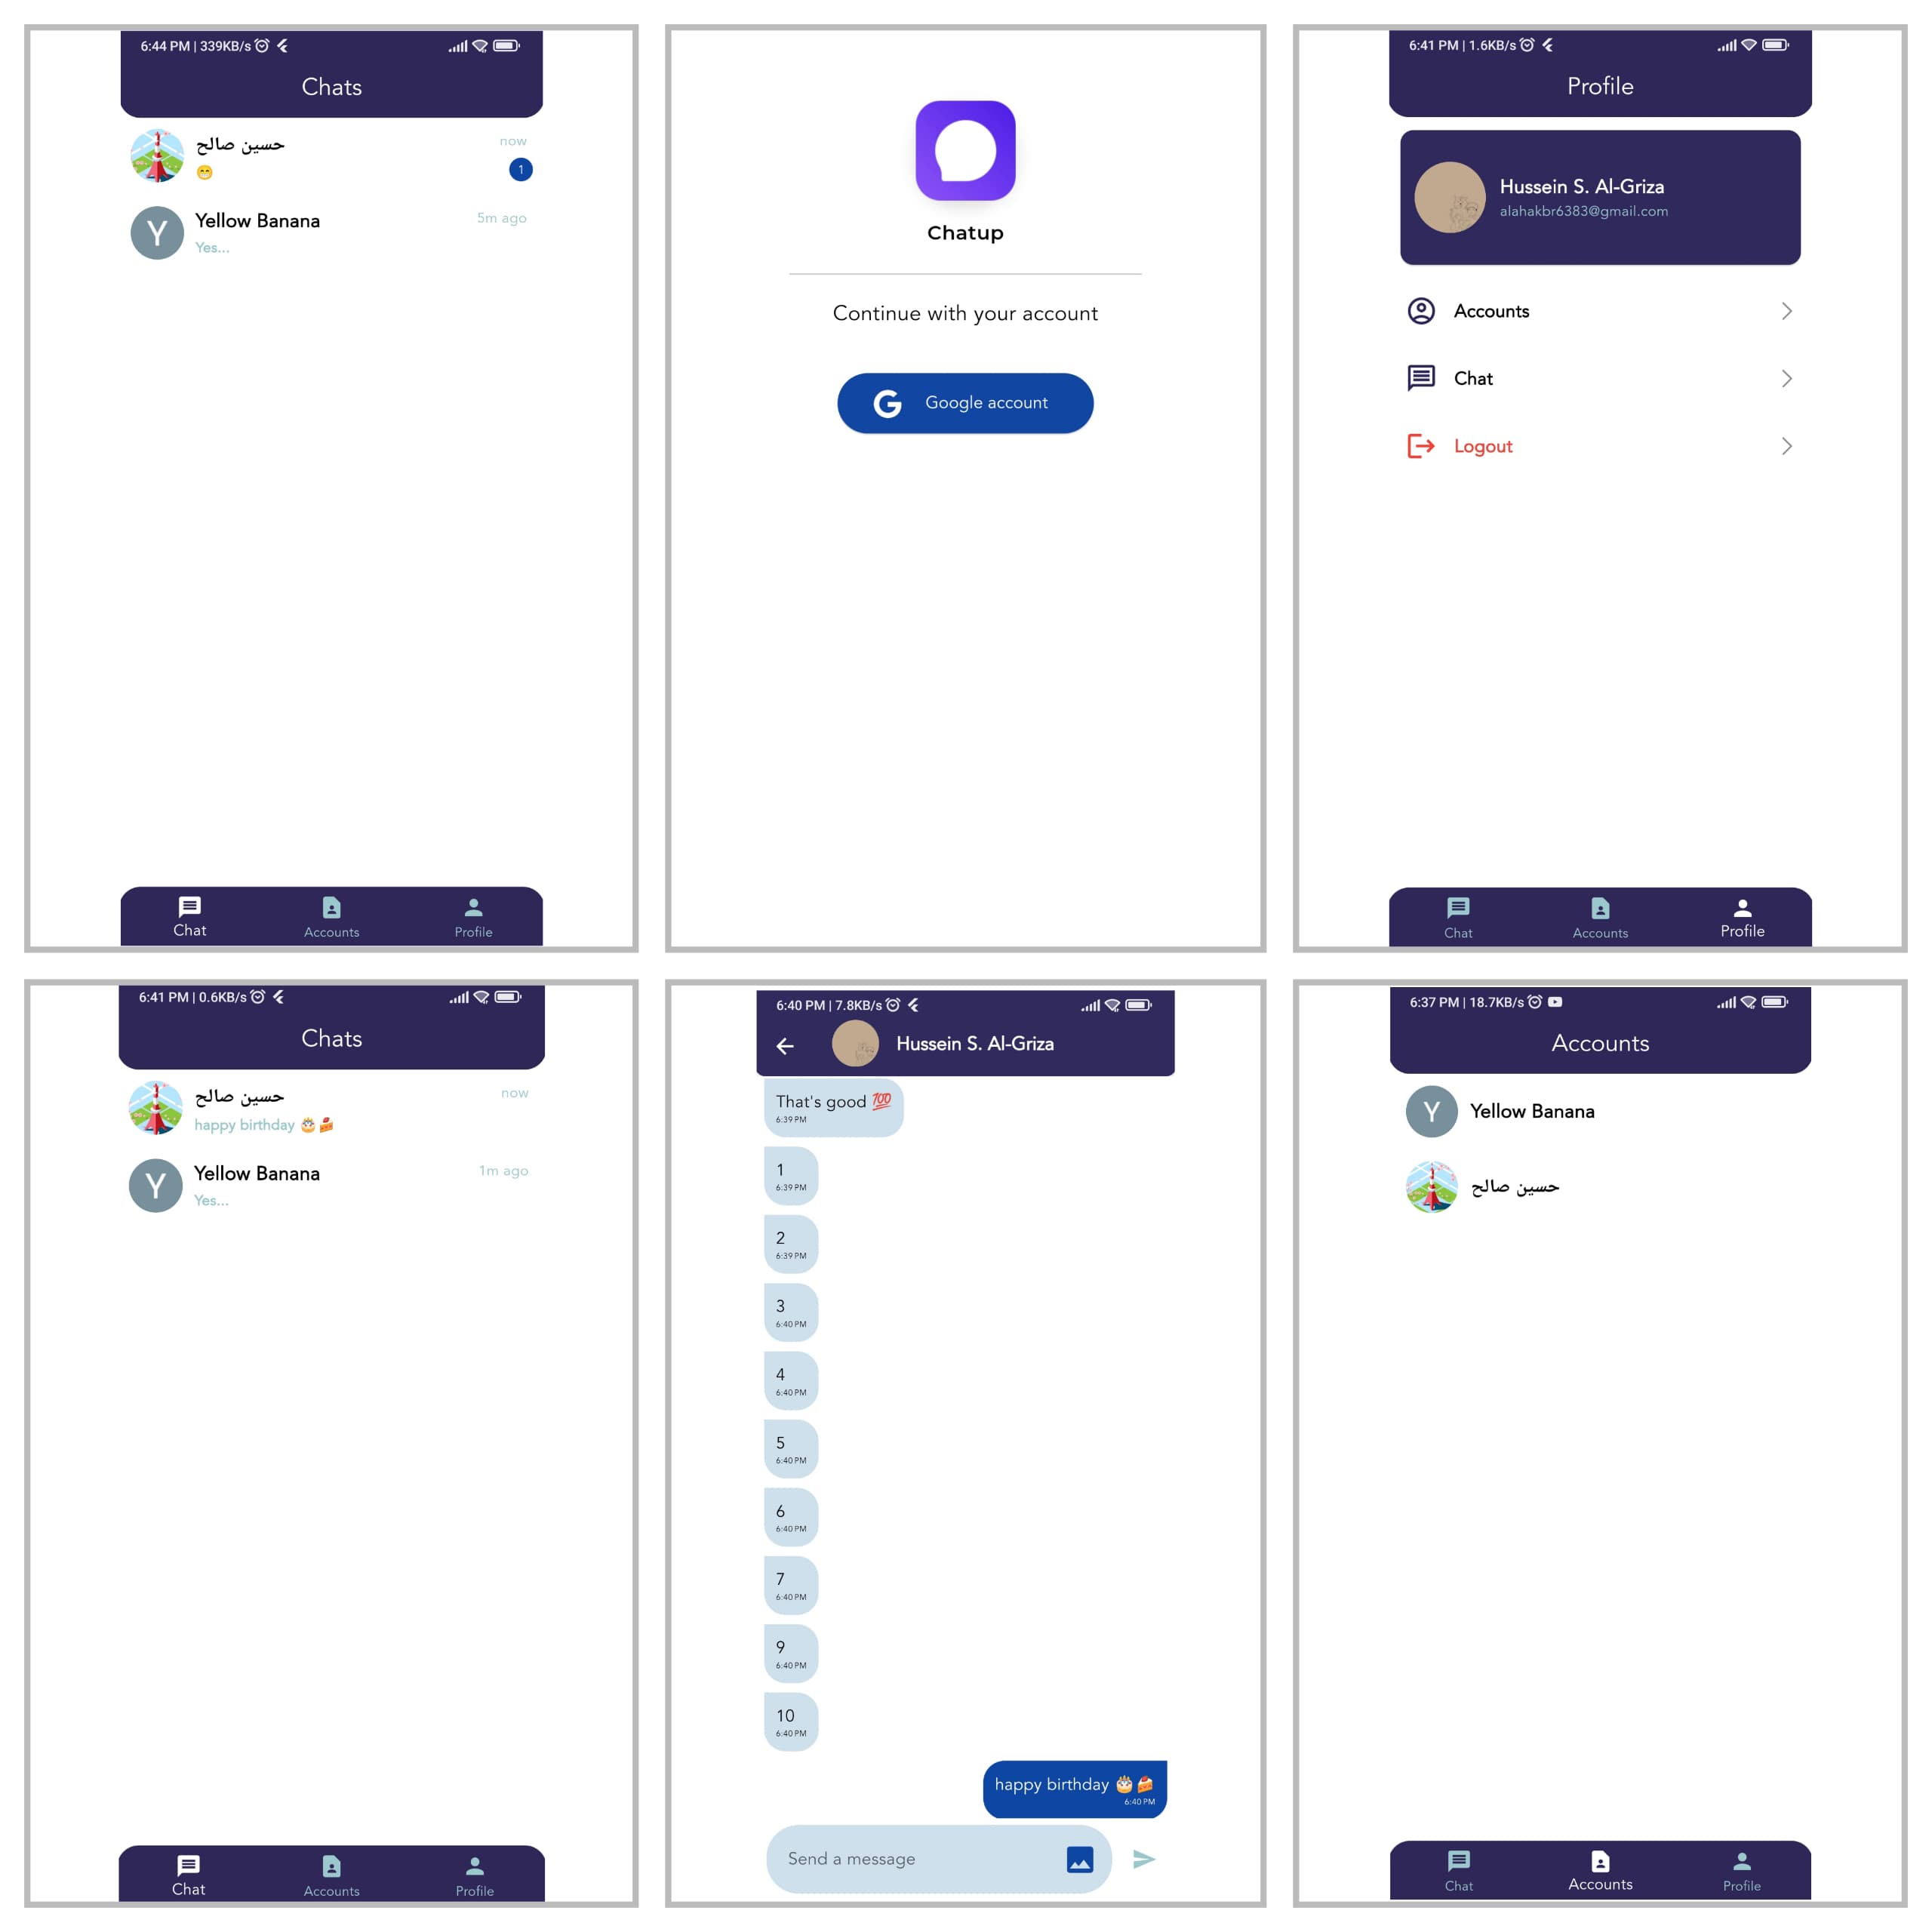 6:44 PM | 339KB/s
Chats
حسين صالح
now
😁
1
Y
Yellow Banana
5m ago
Yes...
Chat
Accounts
Profile
Chatup
Continue with your account
G
Google account
6:41 PM | 1.6KB/s
Profile
Hussein S. Al-Griza
alahakbr6383@gmail.com
Accounts
Chat
Logout
Chat
Accounts
Profile
6:41 PM | 0.6KB/s
Chats
حسين صالح
now
happy birthday 🎂🍰
Y
Yellow Banana
1m ago
Yes...
Chat
Accounts
Profile
6:40 PM | 7.8KB/s
Hussein S. Al-Griza
That's good 💯
6:39 PM
1
6:39 PM
2
6:39 PM
3
6:40 PM
4
6:40 PM
5
6:40 PM
6
6:40 PM
7
6:40 PM
9
6:40 PM
10
6:40 PM
happy birthday 🎂🍰
6:40 PM
Send a message
6:37 PM | 18.7KB/s
Accounts
Y
Yellow Banana
حسين صالح
Chat
Accounts
Profile